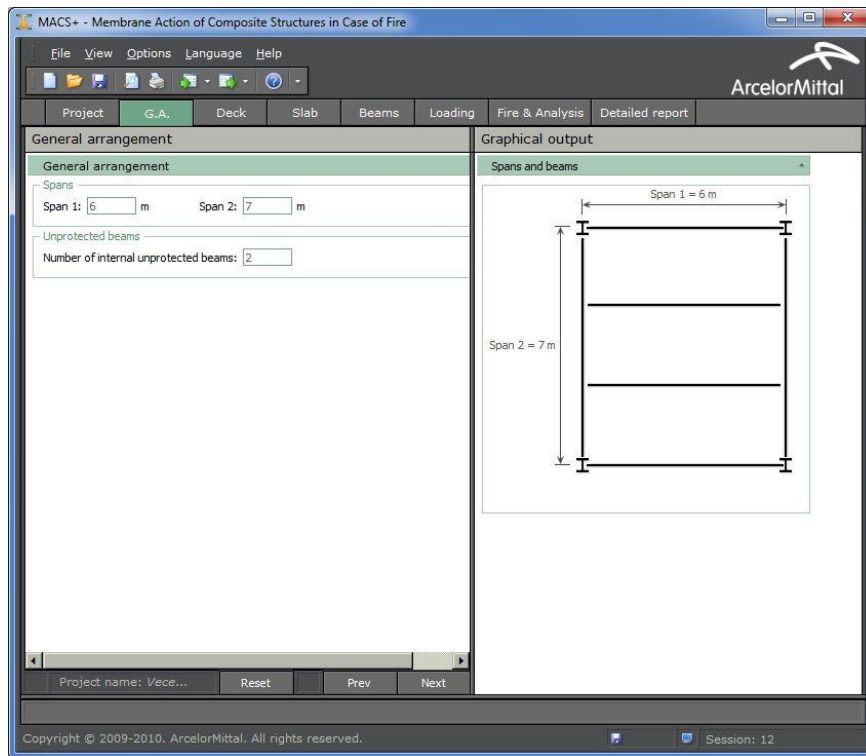 MACS+ - Membrane Action of Composite Structures in Case of Fire
File View Options Language Help
ArcelorMittal
Project G.A. Deck Slab Beams Loading Fire & Analysis Detailed report
General arrangement
General arrangement
Spans
Span 1: 6 m Span 2: 7 m
Unprotected beams
Number of internal unprotected beams: 2
Graphical output
Spans and beams
Span 1 = 6 m
Span 2 = 7 m
Project name: Vece... Reset Prev Next
Copyright © 2009-2010. ArcelorMittal. All rights reserved. Session: 12